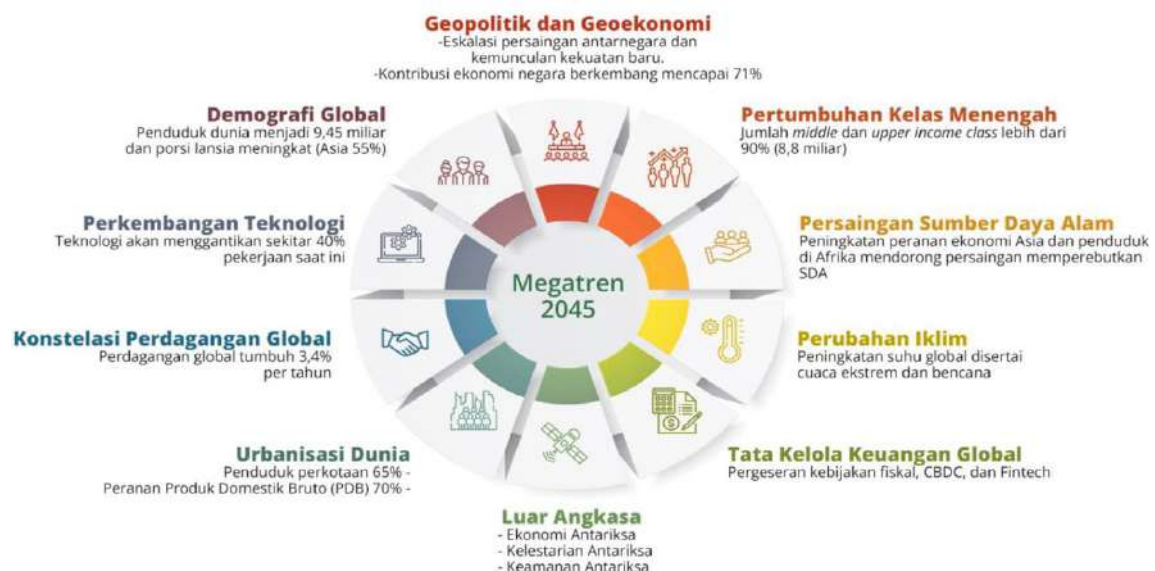 Geopolitik dan Geoekonomi
-Eskalasi persaingan antarnegara dan
kemunculan kekuatan baru.
-Kontribusi ekonomi negara berkembang mencapai 71%
Demografi Global
Penduduk dunia menjadi 9,45 miliar
dan porsi lansia meningkat (Asia 55%)
Pertumbuhan Kelas Menengah
Jumlah middle dan upper income class lebih dari
90% (8,8 miliar)
Perkembangan Teknologi
Teknologi akan menggantikan sekitar 40%
pekerjaan saat ini
Persaingan Sumber Daya Alam
Peningkatan peranan ekonomi Asia dan penduduk
di Afrika mendorong persaingan memperebutkan
SDA
Megatren
2045
Konstelasi Perdagangan Global
Perdagangan global tumbuh 3,4%
per tahun
Perubahan Iklim
Peningkatan suhu global disertai
cuaca ekstrem dan bencana
Urbanisasi Dunia
Penduduk perkotaan 65% -
Peranan Produk Domestik Bruto (PDB) 70% -
Tata Kelola Keuangan Global
Pergeseran kebijakan fiskal, CBDC, dan Fintech
Luar Angkasa
- Ekonomi Antariksa
- Kelestarian Antariksa
- Keamanan Antariksa